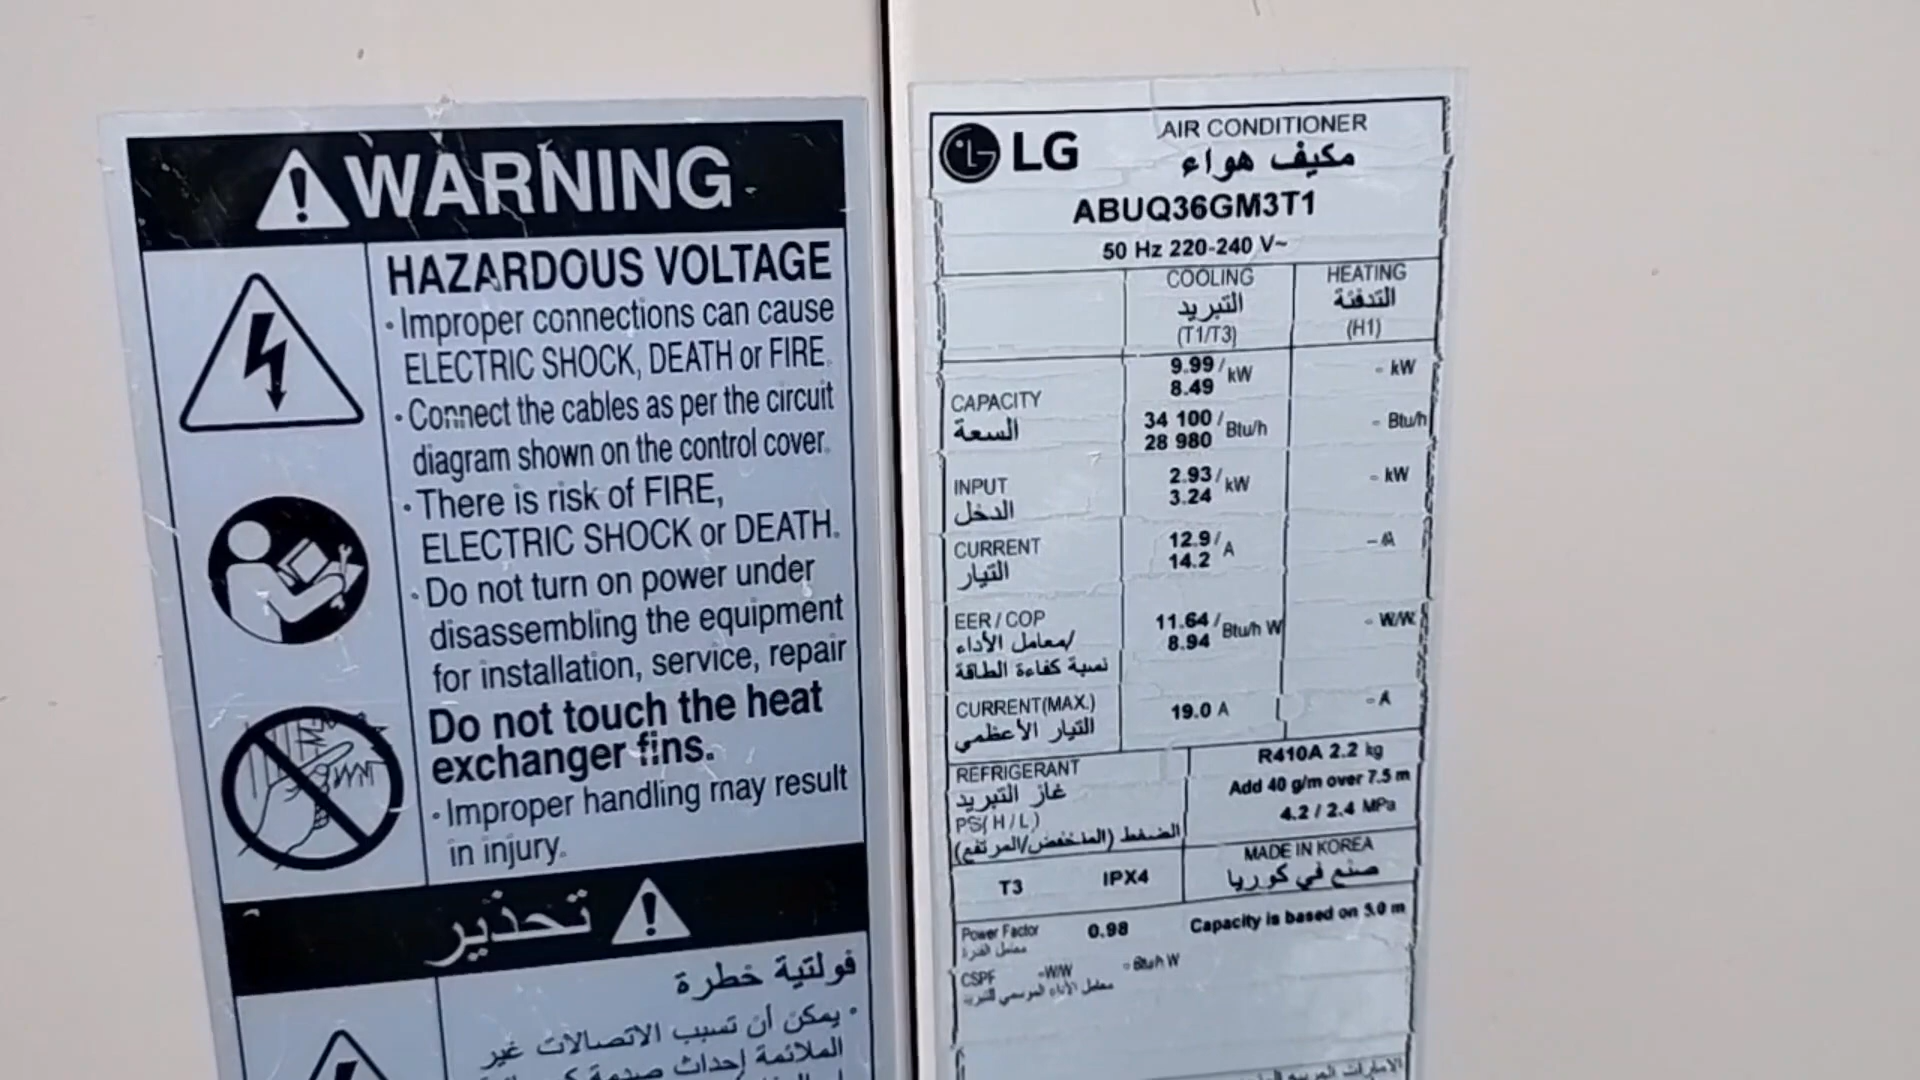 WARNING
HAZARDOUS VOLTAGE
· Improper connections can cause
ELECTRIC SHOCK, DEATH or FIRE.
· Connect the cables as per the circuit
diagram shown on the control cover.
· There is risk of FIRE,
ELECTRIC SHOCK or DEATH.
· Do not turn on power under
disassembling the equipment
for installation, service, repair
Do not touch the heat
exchanger fins.
· Improper handling may result
in injury.
تحذير
فولتية خطرة
· يمكن أن تسبب الاتصالات غير
الملائمة إحداث صدمة
LG
AIR CONDITIONER
مكيف هواء
ABUQ36GM3T1
50 Hz 220-240 V~
COOLING HEATING
التبريد التدفئة
(T1/T3) (H1)
CAPACITY 9.99 / 8.49 kW - kW
السعة 34 100 / 28 980 Btu/h - Btu/h
INPUT 2.93 / 3.24 kW - kW
الدخل
CURRENT 12.9 / 14.2 A - A
التيار
EER / COP 11.64 / 8.94 Btu/h W - W/W
معامل الأداء/
نسبة كفاءة الطاقة
CURRENT(MAX.) 19.0 A - A
التيار الأعظمي
REFRIGERANT R410A 2.2 kg
غاز التبريد Add 40 g/m over 7.5 m
PS( H / L ) 4.2 / 2.4 MPa
الضغط (المنخفض/المرتفع)
T3 IPX4 MADE IN KOREA
صنع في كوريا
Power Factor 0.98 Capacity is based on 5.0 m
معامل القدرة
CSPF -W/W - Btu/h W
معامل الأداء الموسمي للتبريد